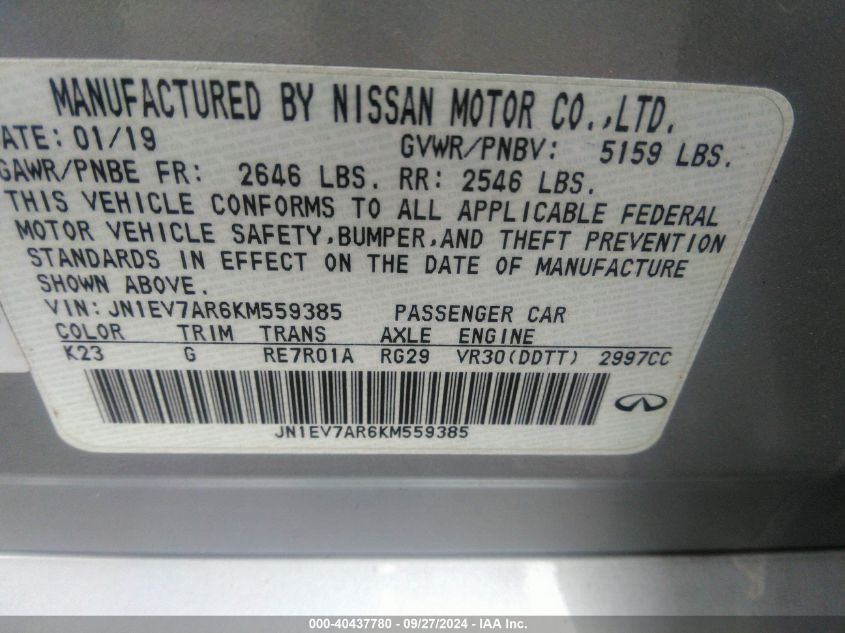 MANUFACTURED BY NISSAN MOTOR CO.,LTD.
ATE: 01/19 GVWR/PNBV: 5159 LBS.
GAWR/PNBE FR: 2646 LBS. RR: 2546 LBS.
THIS VEHICLE CONFORMS TO ALL APPLICABLE FEDERAL
MOTOR VEHICLE SAFETY,BUMPER,AND THEFT PREVENTION
STANDARDS IN EFFECT ON THE DATE OF MANUFACTURE
SHOWN ABOVE.
VIN: JN1EV7AR6KM559385 PASSENGER CAR
COLOR TRIM TRANS AXLE ENGINE
K23 G RE7R01A RG29 VR30(DDTT) 2997CC
JN1EV7AR6KM559385
000-40437780 - 09/27/2024 - IAA Inc.